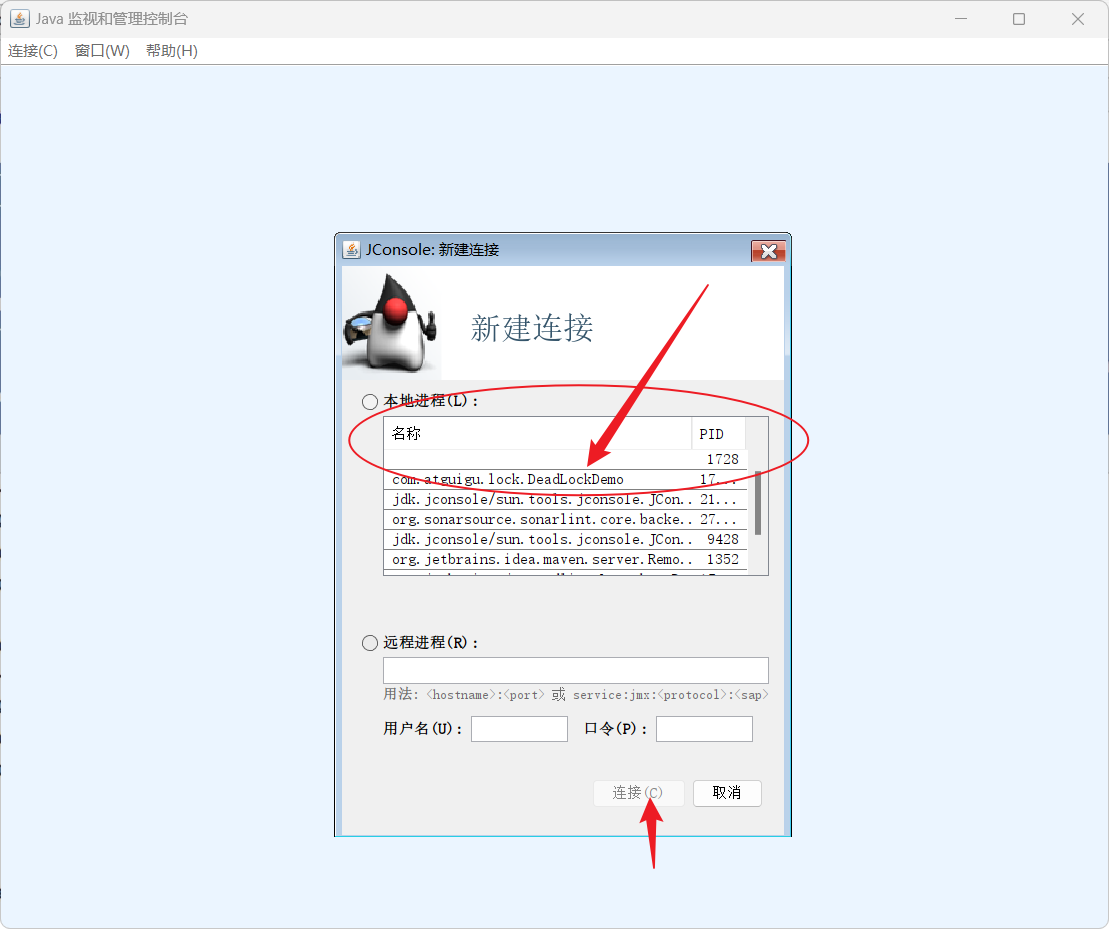 Java 监视和管理控制台
连接(C) 窗口(W) 帮助(H)
JConsole: 新建连接
新建连接
本地进程(L):
名称 PID
1728
com.atguigu.lock.DeadLockDemo 17...
jdk.jconsole/sun.tools.jconsole.JCon.. 21...
org.sonarsource.sonarlint.core.backe.. 27...
jdk.jconsole/sun.tools.jconsole.JCon.. 9428
org.jetbrains.idea.maven.server.Remo.. 1352
远程进程(R):
用法: <hostname>:<port> 或 service:jmx:<protocol>:<sap>
用户名(U): 口令(P):
连接(C) 取消